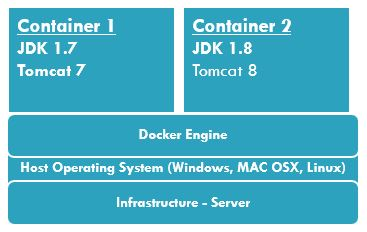 Container 1
JDK 1.7
Tomcat 7
Container 2
JDK 1.8
Tomcat 8
Docker Engine
Host Operating System (Windows, MAC OSX, Linux)
Infrastructure - Server